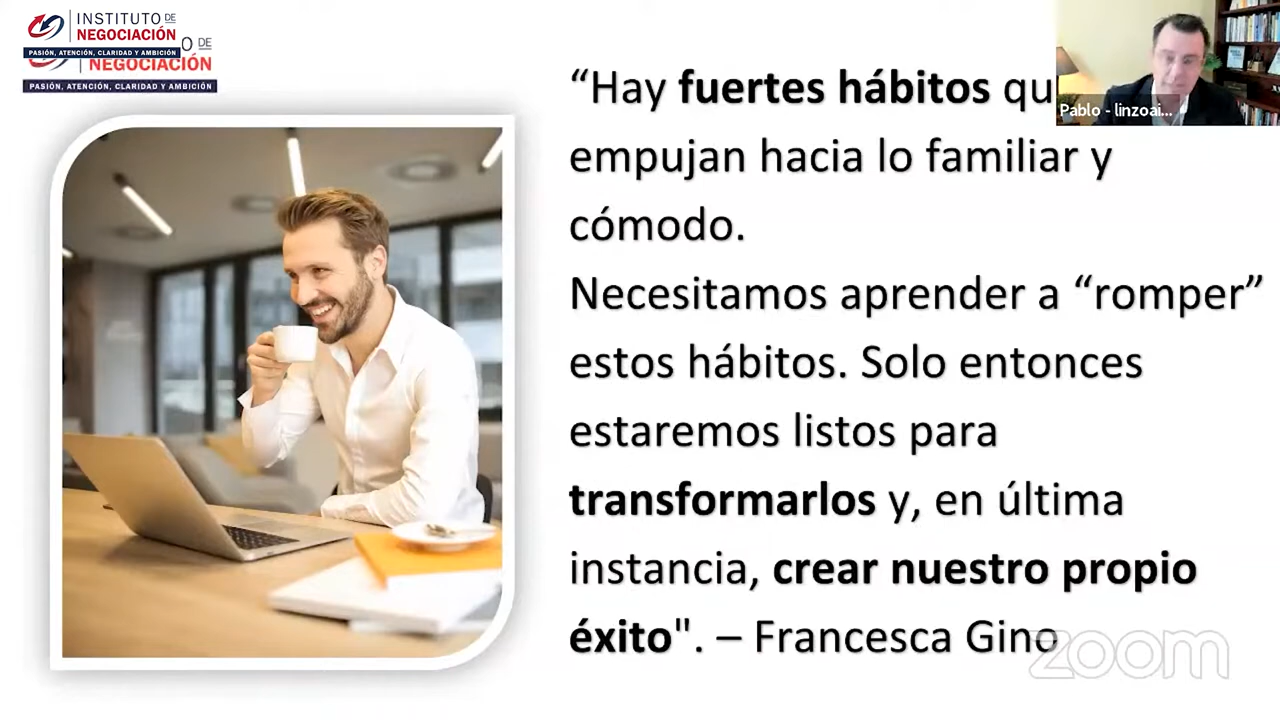 INSTITUTO DE
NEGOCIACIÓN
PASIÓN, ATENCIÓN, CLARIDAD Y AMBICIÓN
O DE
NEGOCIACIÓN
PASIÓN, ATENCIÓN, CLARIDAD Y AMBICIÓN
“Hay fuertes hábitos qu
empujan hacia lo familiar y
cómodo.
Necesitamos aprender a “romper”
estos hábitos. Solo entonces
estaremos listos para
transformarlos y, en última
instancia, crear nuestro propio
éxito". – Francesca Gino
Pablo - linzoai...
zoom